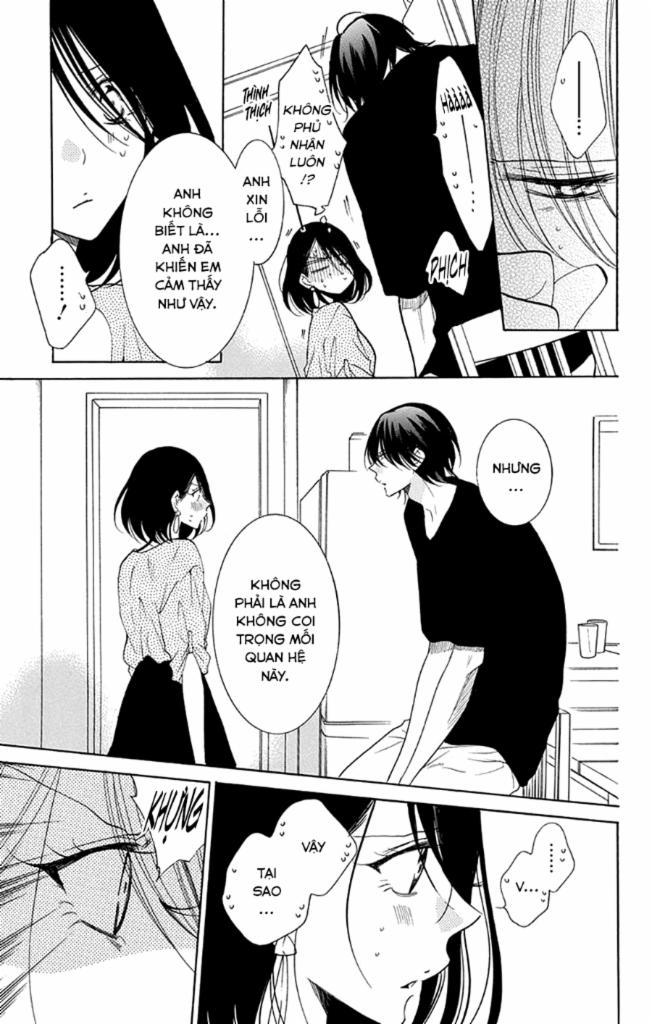 .......
Hàààà
PHỊCH
KHÔNG
PHỦ
NHẬN
LUÔN
!?
THÌNH
THỊCH
ANH
XIN
LỖI
...
ANH
KHÔNG
BIẾT LÀ...
ANH ĐÃ
KHIẾN EM
CẢM THẤY
NHƯ VẬY.
......!
NHƯNG
...
KHÔNG
PHẢI LÀ ANH
KHÔNG COI
TRỌNG MỐI
QUAN HỆ
NÀY.
...
V...
VẬY
TẠI
SAO
...
KHỰNG